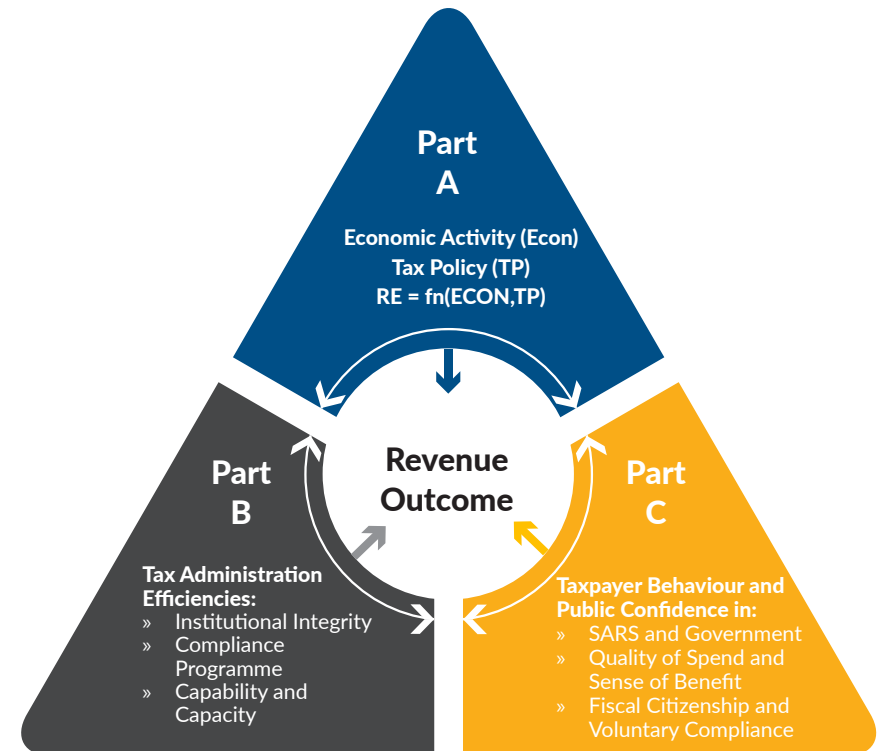 Part
A
Economic Activity (Econ)
Tax Policy (TP)
RE = fn(ECON,TP)
Revenue
Outcome
Part
B
Tax Administration
Efficiencies:
» Institutional Integrity
» Compliance
Programme
» Capability and
Capacity
Part
C
Taxpayer Behaviour and
Public Confidence in:
» SARS and Government
» Quality of Spend and
Sense of Benefit
» Fiscal Citizenship and
Voluntary Compliance